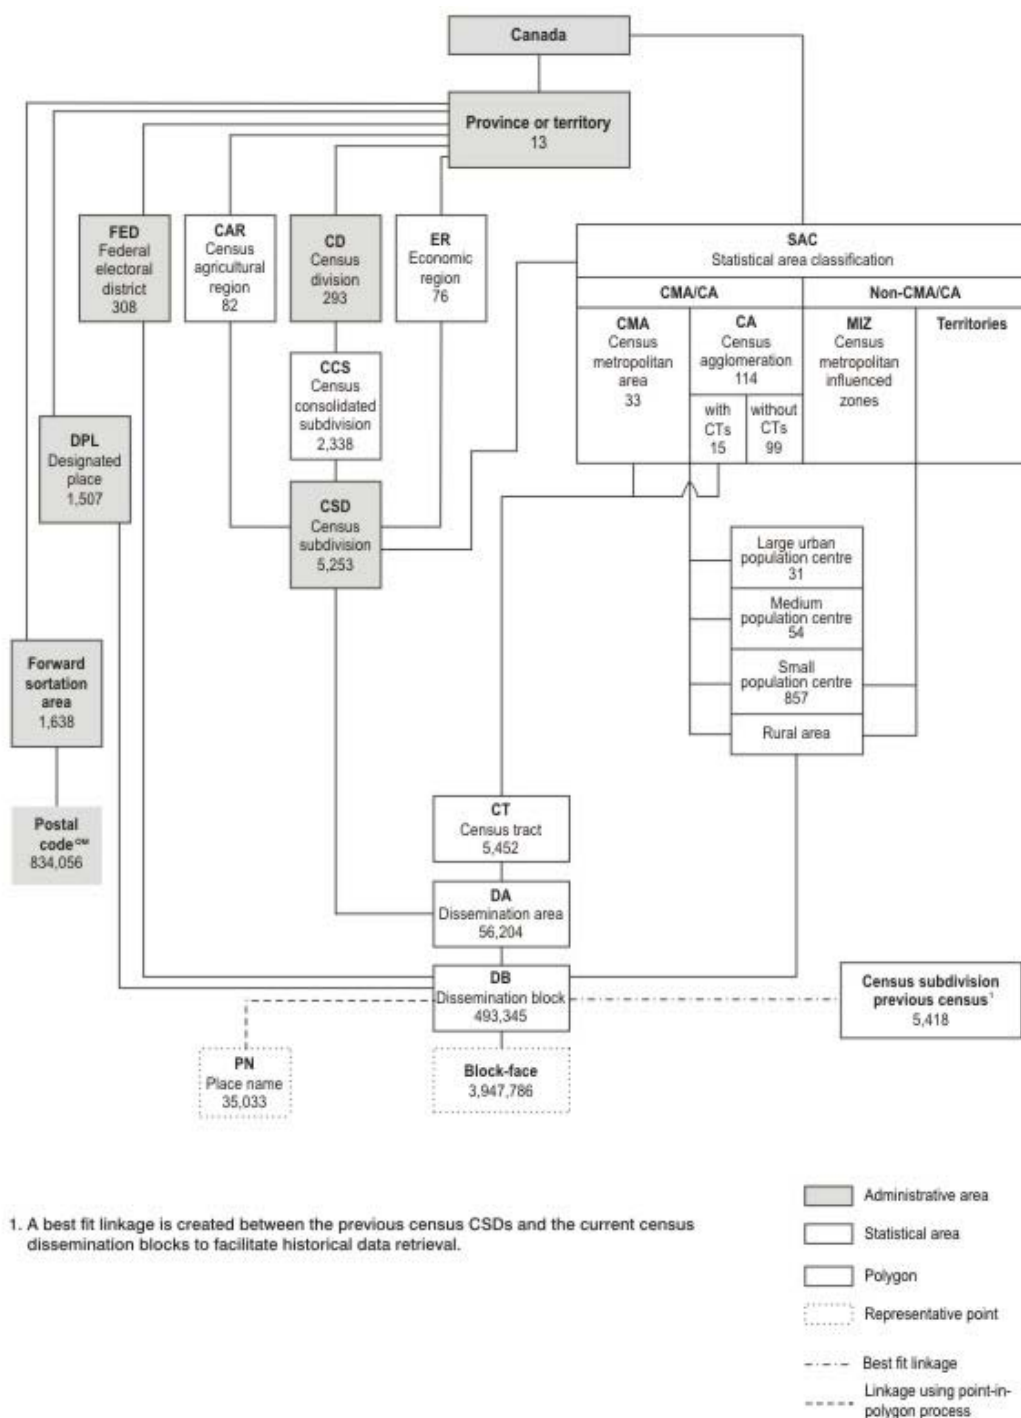 Canada
Province or territory
13
FED
Federal
electoral
district
308
CAR
Census
agricultural
region
82
CD
Census
division
293
ER
Economic
region
76
SAC
Statistical area classification
CMA/CA
Non-CMA/CA
CMA
Census
metropolitan
area
33
CA
Census
agglomeration
114
with
CTs
15
without
CTs
99
MIZ
Census
metropolitan
influenced
zones
Territories
CCS
Census
consolidated
subdivision
2,338
DPL
Designated
place
1,507
CSD
Census
subdivision
5,253
Large urban
population centre
31
Medium
population centre
54
Small
population centre
857
Rural area
Forward
sortation
area
1,638
Postal
code OM
834,056
CT
Census tract
5,452
DA
Dissemination area
56,204
DB
Dissemination block
493,345
Census subdivision
previous census1
5,418
PN
Place name
35,033
Block-face
3,947,786
1. A best fit linkage is created between the previous census CSDs and the current census
dissemination blocks to facilitate historical data retrieval.
Administrative area
Statistical area
Polygon
Representative point
Best fit linkage
Linkage using point-in-
polygon process